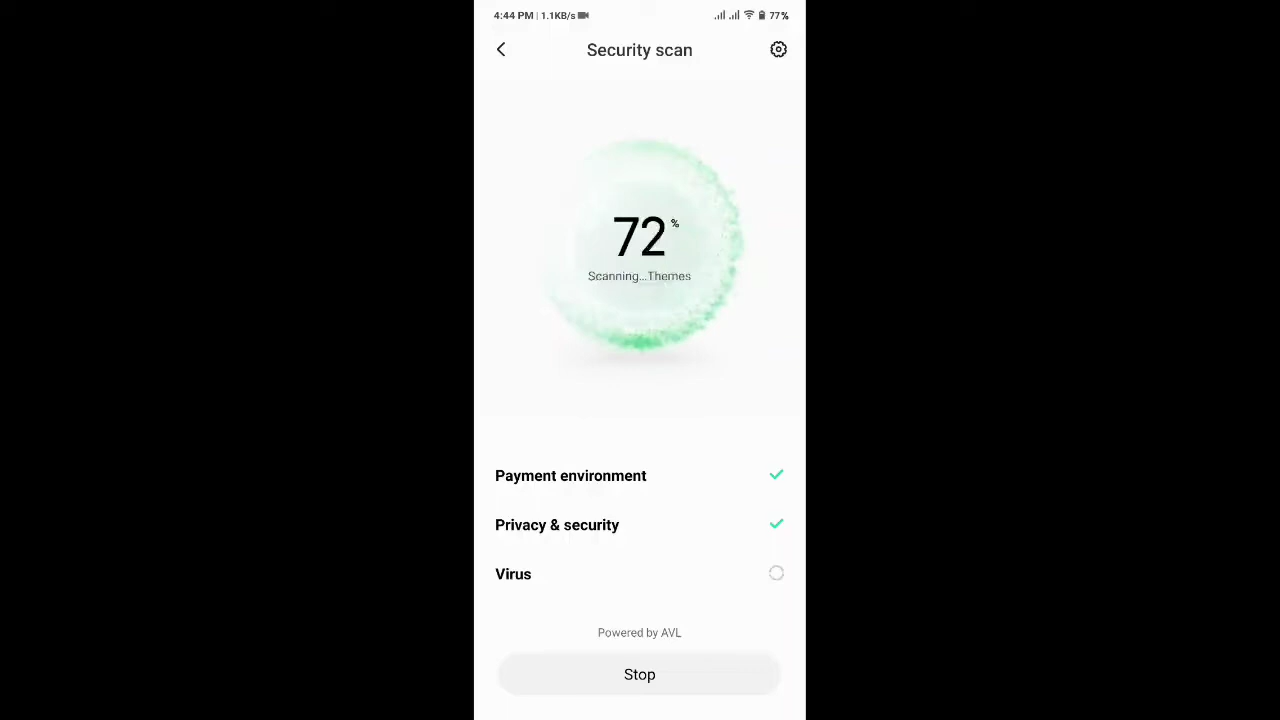 4:44 PM | 1.1KB/s 77%
Security scan
72%
Scanning...Themes
Payment environment
Privacy & security
Virus
Powered by AVL
Stop